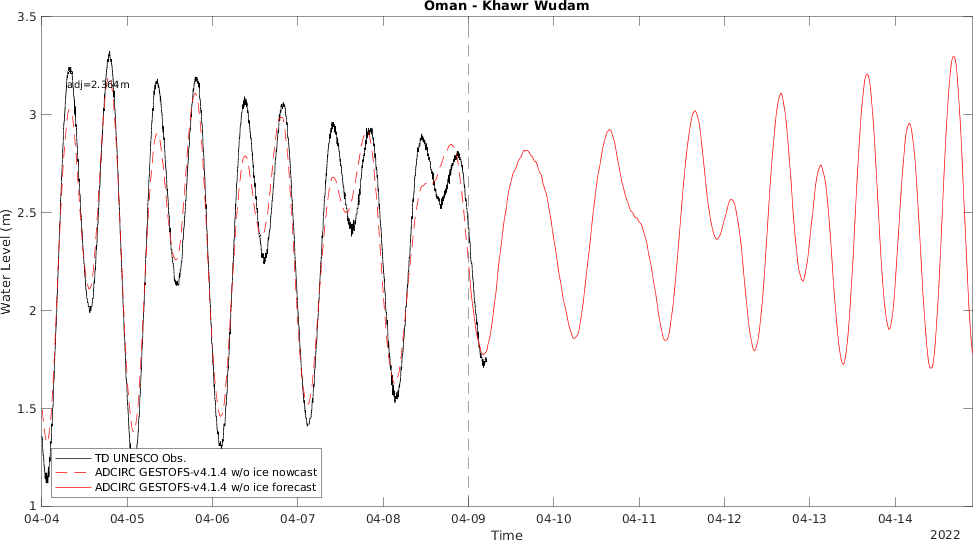 Oman - Khawr Wudam
3.5
adj=2.364m
3
2.5
Water Level (m)
2
1.5
TD UNESCO Obs.
ADCIRC GESTOFS-v4.1.4 w/o ice nowcast
ADCIRC GESTOFS-v4.1.4 w/o ice forecast
1
04-04 04-05 04-06 04-07 04-08 04-09 04-10 04-11 04-12 04-13 04-14
Time
2022